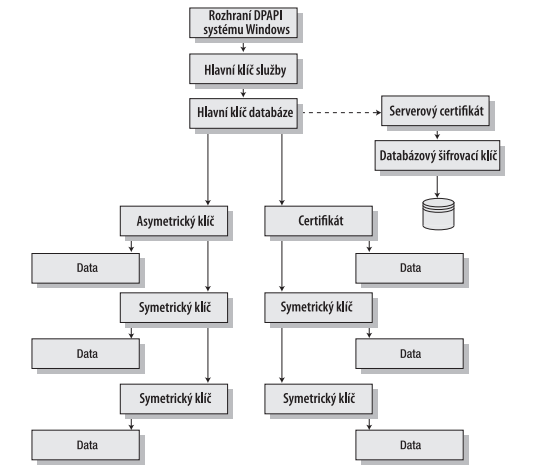 Rozhraní DPAPI
systému Windows
Hlavní klíč služby
Hlavní klíč databáze
Serverový certifikát
Databázový šifrovací klíč
Asymetrický klíč
Certifikát
Data
Data
Symetrický klíč
Symetrický klíč
Data
Data
Symetrický klíč
Symetrický klíč
Data
Data